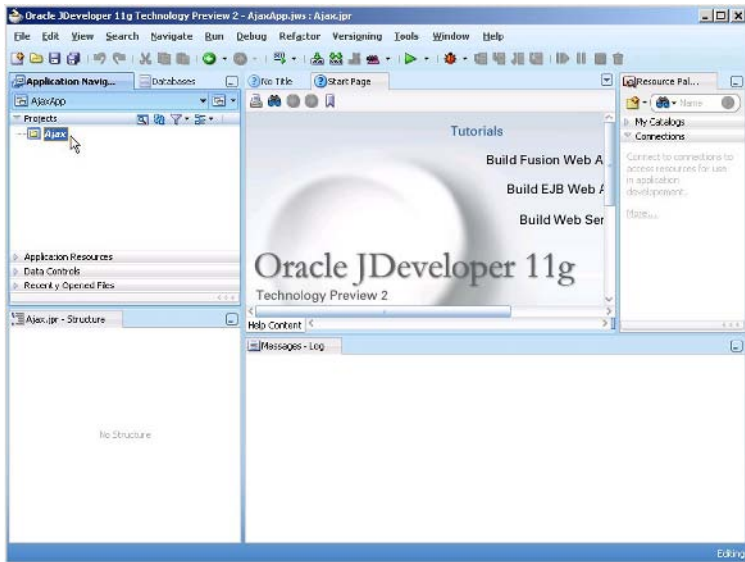 Oracle JDeveloper 11g Technology Preview 2 - AjaxApp.jws : Ajax.jpr
File Edit View Search Navigate Run Debug Refactor Versioning Tools Window Help
Application Navig... Databases
AjaxApp
Projects
Ajax
Application Resources
Data Controls
Recently Opened Files
Ajax.jpr - Structure
No Structure
No Title Start Page
Tutorials
Build Fusion Web A
Build EJB Web A
Build Web Ser
Oracle JDeveloper 11g
Technology Preview 2
Help Content
Messages - Log
Resource Pal...
Name
My Catalogs
Connections
Connect to connections to
access resources for use
in application
development.
More...
Editing